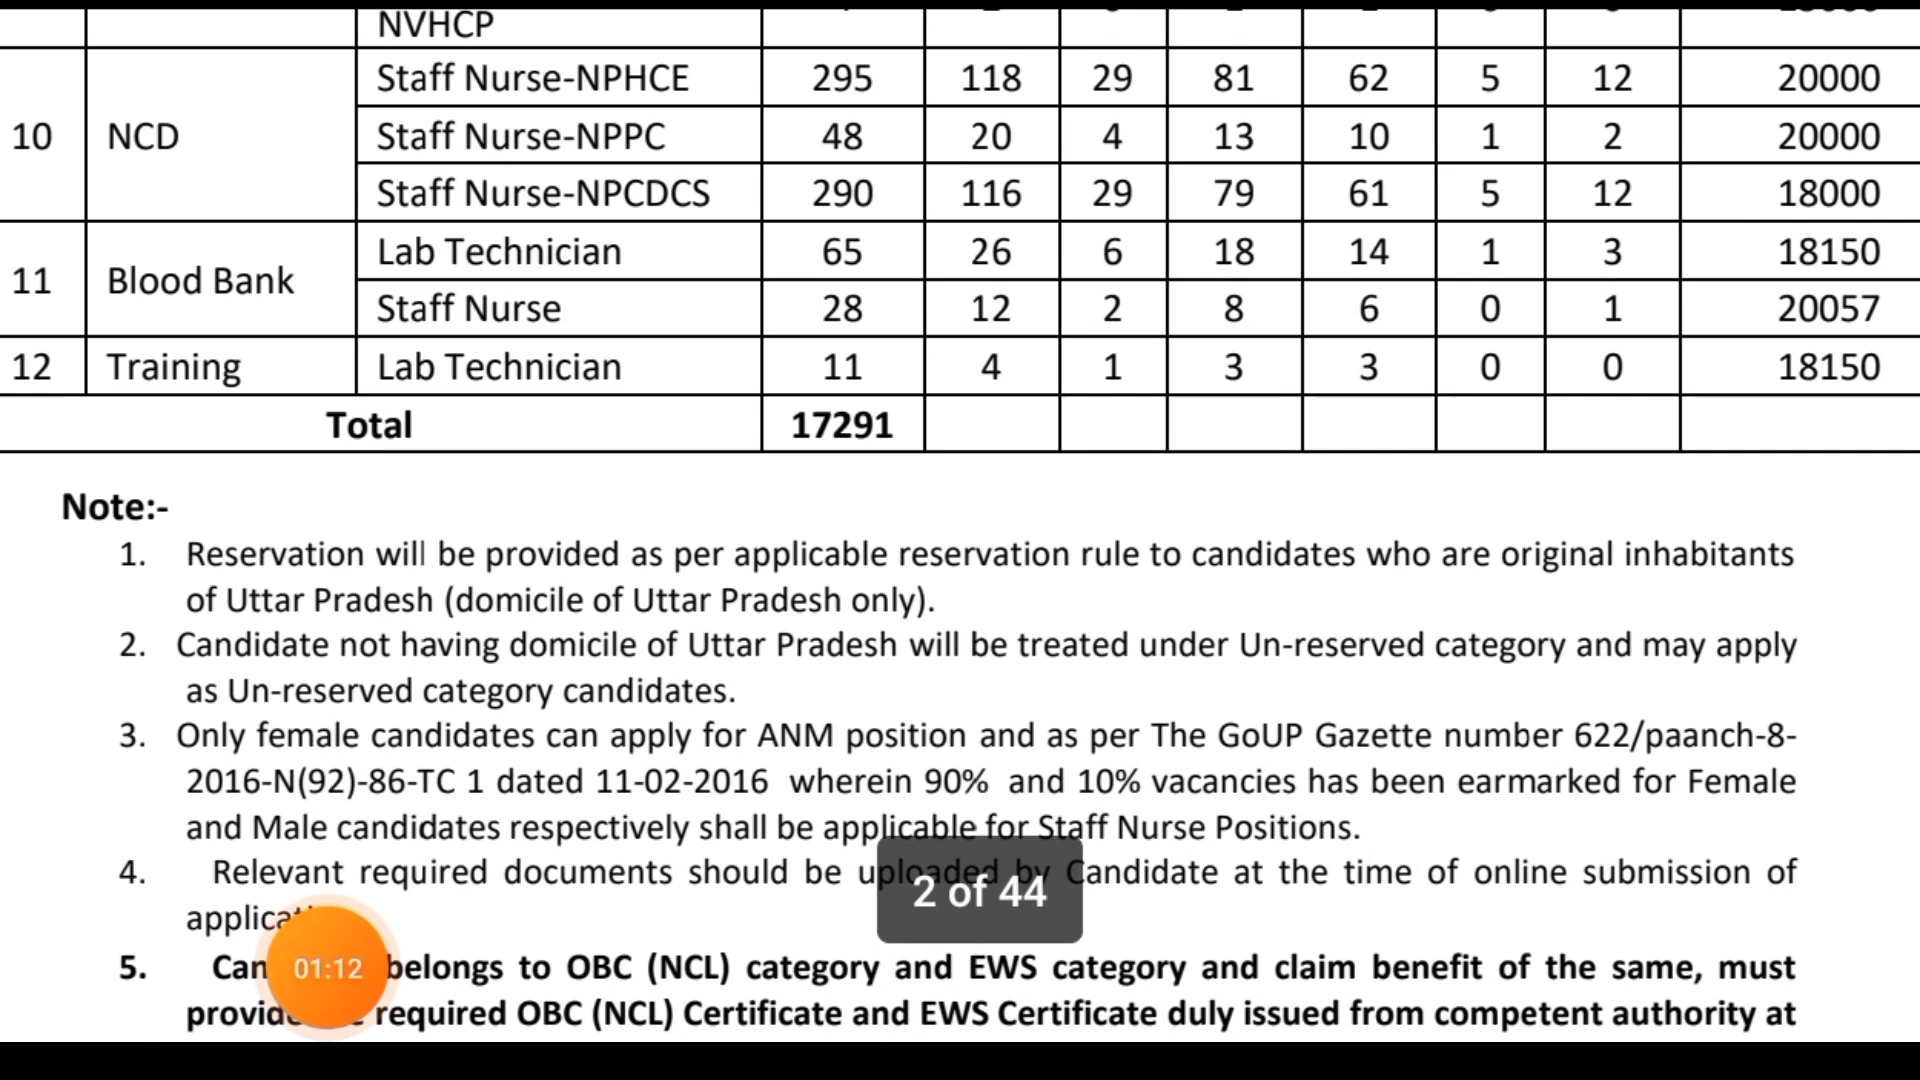 NVHCP
10 NCD Staff Nurse-NPHCE 295 118 29 81 62 5 12 20000
Staff Nurse-NPPC 48 20 4 13 10 1 2 20000
Staff Nurse-NPCDCS 290 116 29 79 61 5 12 18000
11 Blood Bank Lab Technician 65 26 6 18 14 1 3 18150
Staff Nurse 28 12 2 8 6 0 1 20057
12 Training Lab Technician 11 4 1 3 3 0 0 18150
Total 17291
Note:-
1. Reservation will be provided as per applicable reservation rule to candidates who are original inhabitants
of Uttar Pradesh (domicile of Uttar Pradesh only).
2. Candidate not having domicile of Uttar Pradesh will be treated under Un-reserved category and may apply
as Un-reserved category candidates.
3. Only female candidates can apply for ANM position and as per The GoUP Gazette number 622/paanch-8-
2016-N(92)-86-TC 1 dated 11-02-2016 wherein 90% and 10% vacancies has been earmarked for Female
and Male candidates respectively shall be applicable for Staff Nurse Positions.
4. Relevant required documents should be uploaded by Candidate at the time of online submission of
2 of 44
5. belongs to OBC (NCL) category and EWS category and claim benefit of the same, must
01:12
required OBC (NCL) Certificate and EWS Certificate duly issued from competent authority at